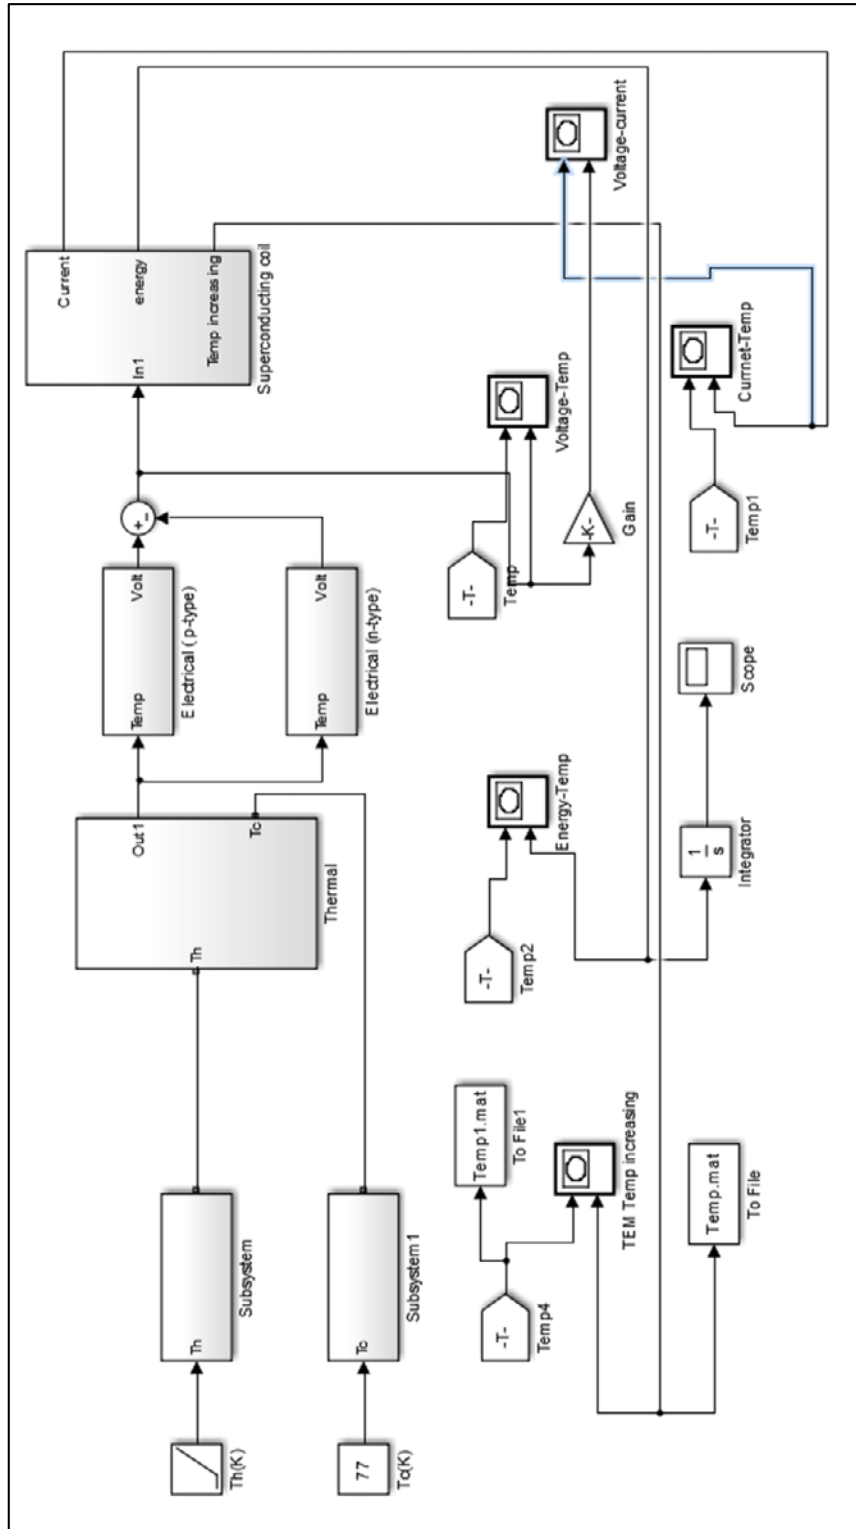 Th(K)
Th
Subsystem
77
Tc(K)
Tc
Subsystem1
Th
Out1
Tc
Thermal
Temp
Volt
Electrical ( p-type)
Temp
Volt
Electrical (n-type)
+
−
In1
Current
energy
Temp increasing
Superconducting coil
-T-
Temp4
Temp1.mat
To File1
TEM Temp increasing
Temp.mat
To File
-T-
Temp2
Energy-Temp
1
s
Integrator
Scope
-T-
Temp
Voltage-Temp
-K-
Gain
Voltage-current
-T-
Temp1
Currnet-Temp